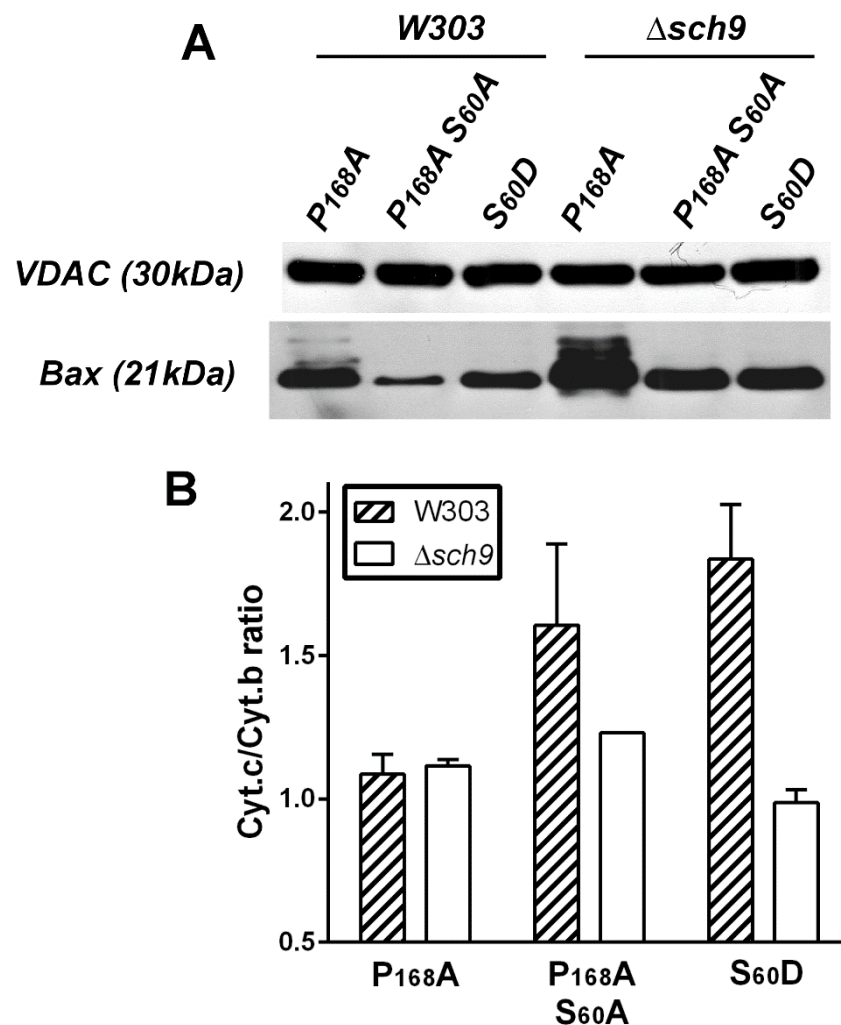 A
W303 Δsch9
P168A P168A S60A S60D P168A P168A S60A S60D
VDAC (30kDa)
Bax (21kDa)
B
W303
Δsch9
Cyt.c/Cyt.b ratio
2.0
1.5
1.0
0.5
P168A P168A S60D
S60A